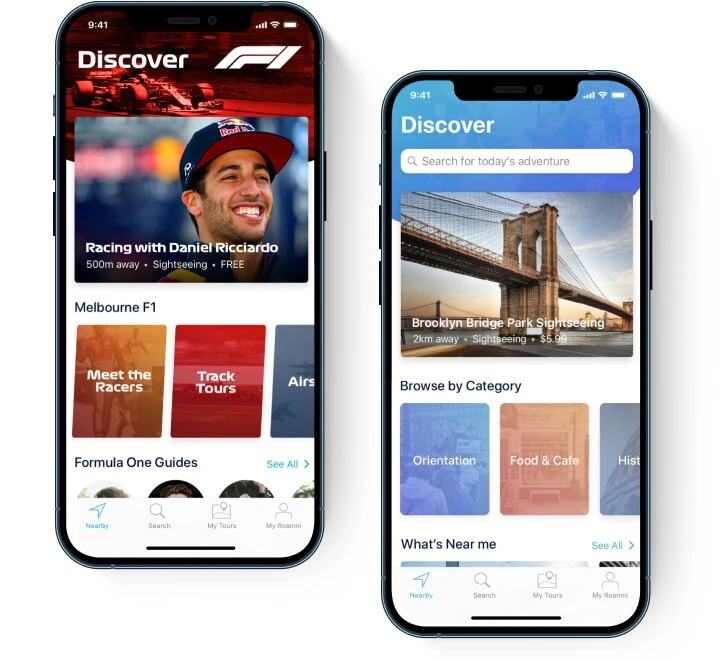 9:41
Discover
F1
Red Bull
Racing with Daniel Ricciardo
500m away • Sightseeing • FREE
Melbourne F1
Meet the
Racers
Track
Tours
Airs
Formula One Guides
See All
Nearby
Search
My Tours
My Roamni
9:41
Discover
Search for today's adventure
Brooklyn Bridge Park Sightseeing
2km away • Sightseeing • $5.99
Browse by Category
Orientation
Food & Cafe
Hist
What's Near me
See All
Nearby
Search
My Tours
My Roamni